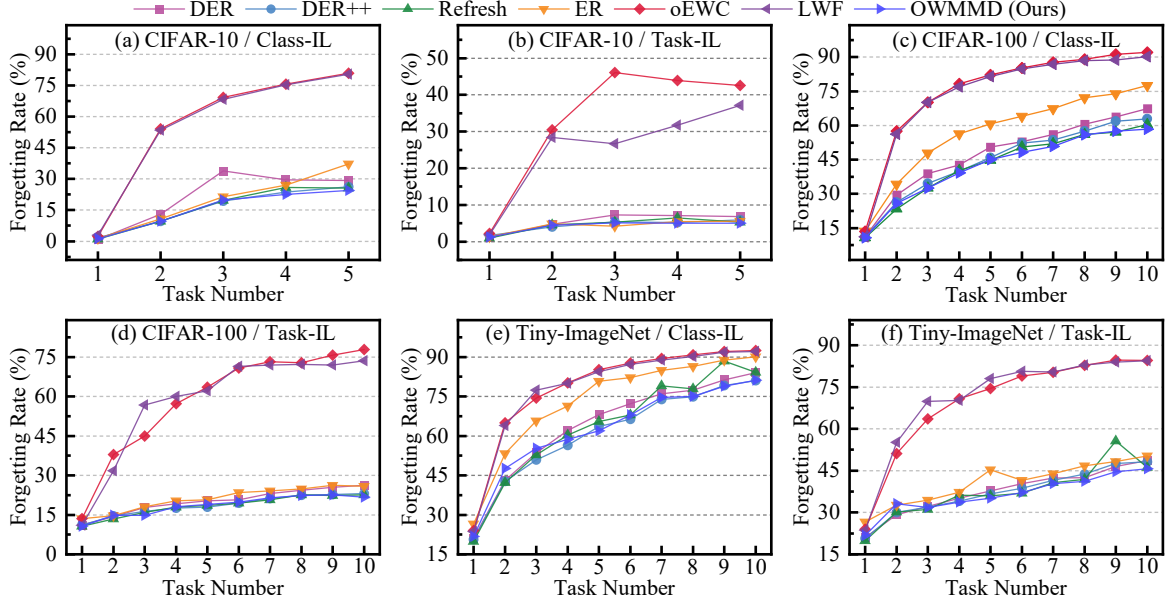 DER DER++ Refresh ER oEWC LWF OWMMD (Ours)
(a) CIFAR-10 / Class-IL
Forgetting Rate (%)
90
75
60
45
30
15
0
1 2 3 4 5
Task Number
(b) CIFAR-10 / Task-IL
Forgetting Rate (%)
50
40
30
20
10
0
1 2 3 4 5
Task Number
(c) CIFAR-100 / Class-IL
Forgetting Rate (%)
90
75
60
45
30
15
1 2 3 4 5 6 7 8 9 10
Task Number
(d) CIFAR-100 / Task-IL
Forgetting Rate (%)
75
60
45
30
15
0
1 2 3 4 5 6 7 8 9 10
Task Number
(e) Tiny-ImageNet / Class-IL
Forgetting Rate (%)
90
75
60
45
30
15
1 2 3 4 5 6 7 8 9 10
Task Number
(f) Tiny-ImageNet / Task-IL
Forgetting Rate (%)
90
75
60
45
30
15
1 2 3 4 5 6 7 8 9 10
Task Number